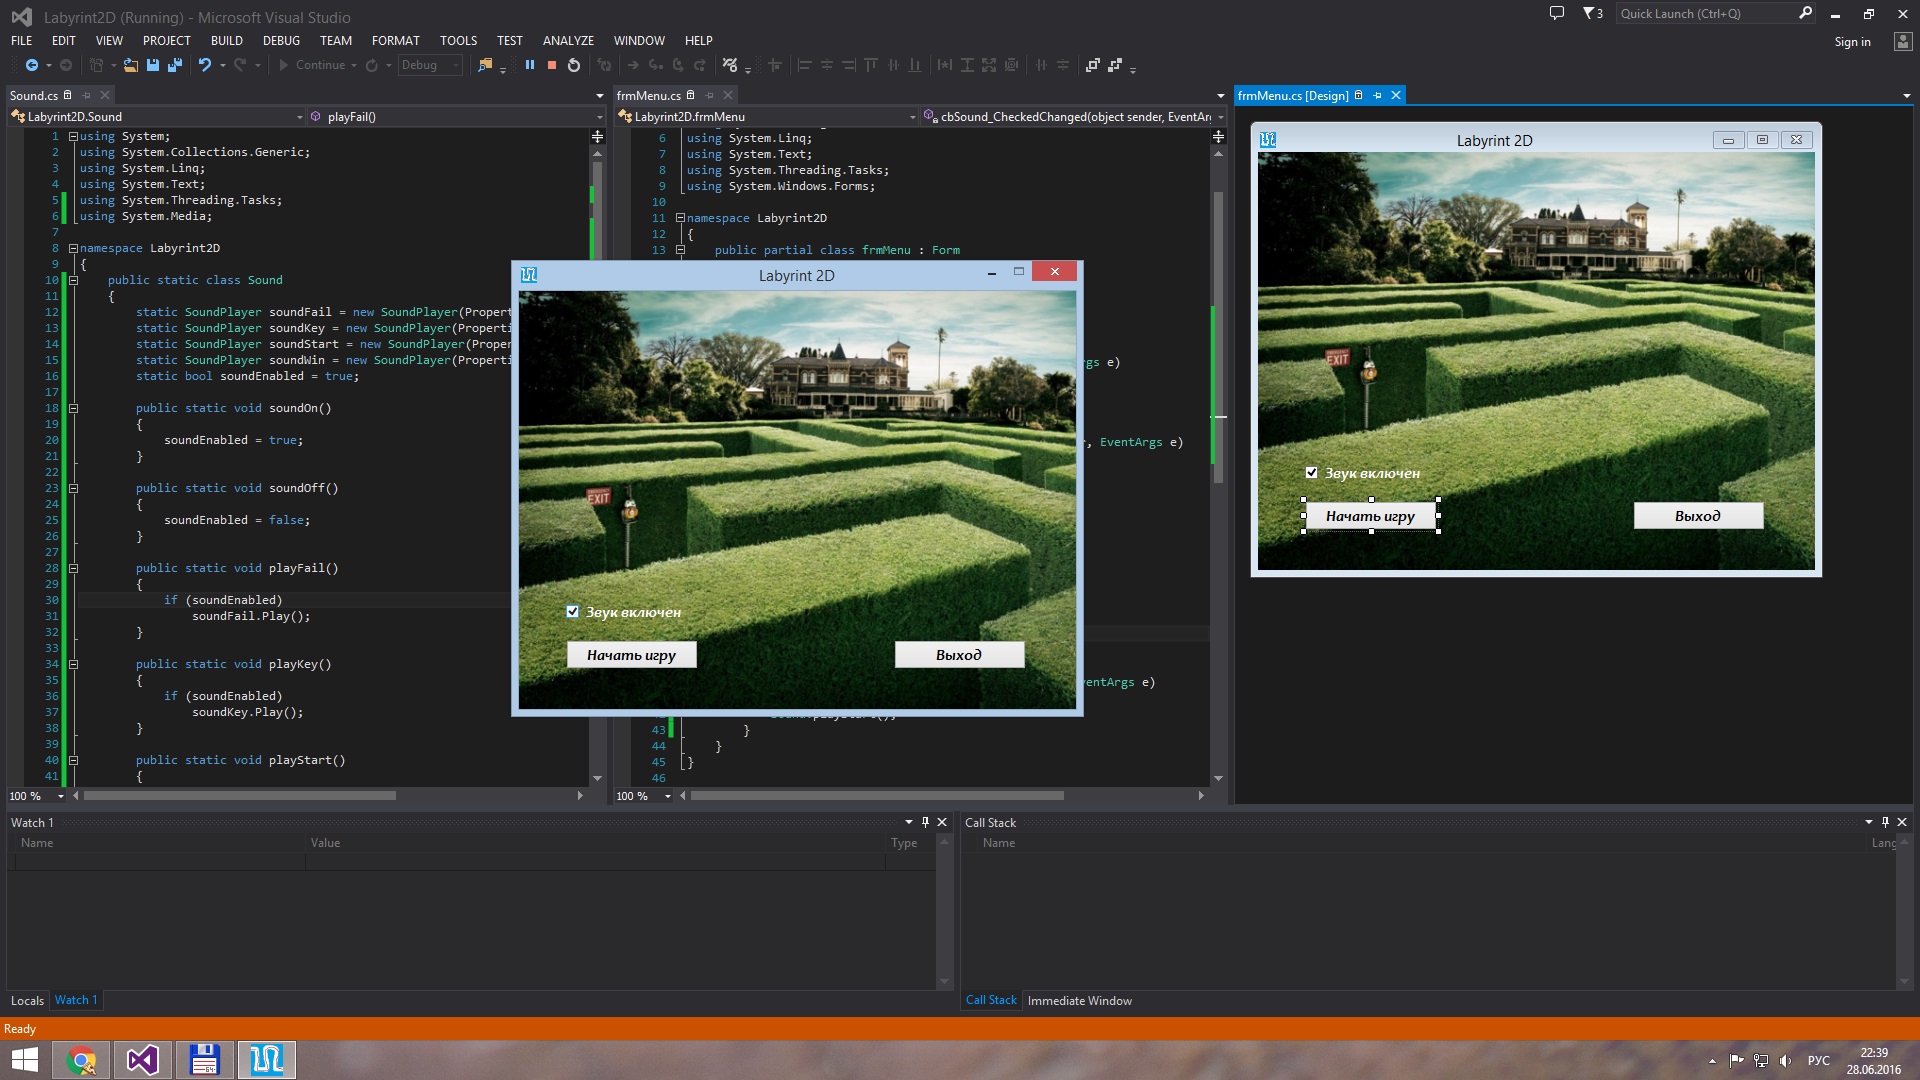 Labyrint2D (Running) - Microsoft Visual Studio
3
Quick Launch (Ctrl+Q)
FILE EDIT VIEW PROJECT BUILD DEBUG TEAM FORMAT TOOLS TEST ANALYZE WINDOW HELP
Sign in
Continue
Debug
Sound.cs
Labyrint2D.Sound
playFail()
1 using System;
2 using System.Collections.Generic;
3 using System.Linq;
4 using System.Text;
5 using System.Threading.Tasks;
6 using System.Media;
7
8 namespace Labyrint2D
9 {
10 public static class Sound
11 {
12 static SoundPlayer soundFail = new SoundPlayer(Propert
13 static SoundPlayer soundKey = new SoundPlayer(Properti
14 static SoundPlayer soundStart = new SoundPlayer(Proper
15 static SoundPlayer soundWin = new SoundPlayer(Properti
16 static bool soundEnabled = true;
17
18 public static void soundOn()
19 {
20 soundEnabled = true;
21 }
22
23 public static void soundOff()
24 {
25 soundEnabled = false;
26 }
27
28 public static void playFail()
29 {
30 if (soundEnabled)
31 soundFail.Play();
32 }
33
34 public static void playKey()
35 {
36 if (soundEnabled)
37 soundKey.Play();
38 }
39
40 public static void playStart()
41 {
100 %
frmMenu.cs
Labyrint2D.frmMenu
cbSound_CheckedChanged(object sender, EventAr
6 using System.Linq;
7 using System.Text;
8 using System.Threading.Tasks;
9 using System.Windows.Forms;
10
11 namespace Labyrint2D
12 {
13 public partial class frmMenu : Form
gs e)
, EventArgs e)
entArgs e)
43 }
44 }
45 }
46
100 %
Labyrint 2D
EXIT
Звук включен
Начать игру
Выход
frmMenu.cs [Design]
Labyrint 2D
EXIT
Звук включен
Начать игру
Выход
Watch 1
Name Value Type
Locals Watch 1
Call Stack
Name Lang
Call Stack Immediate Window
Ready
64
РУС
22:39
28.06.2016